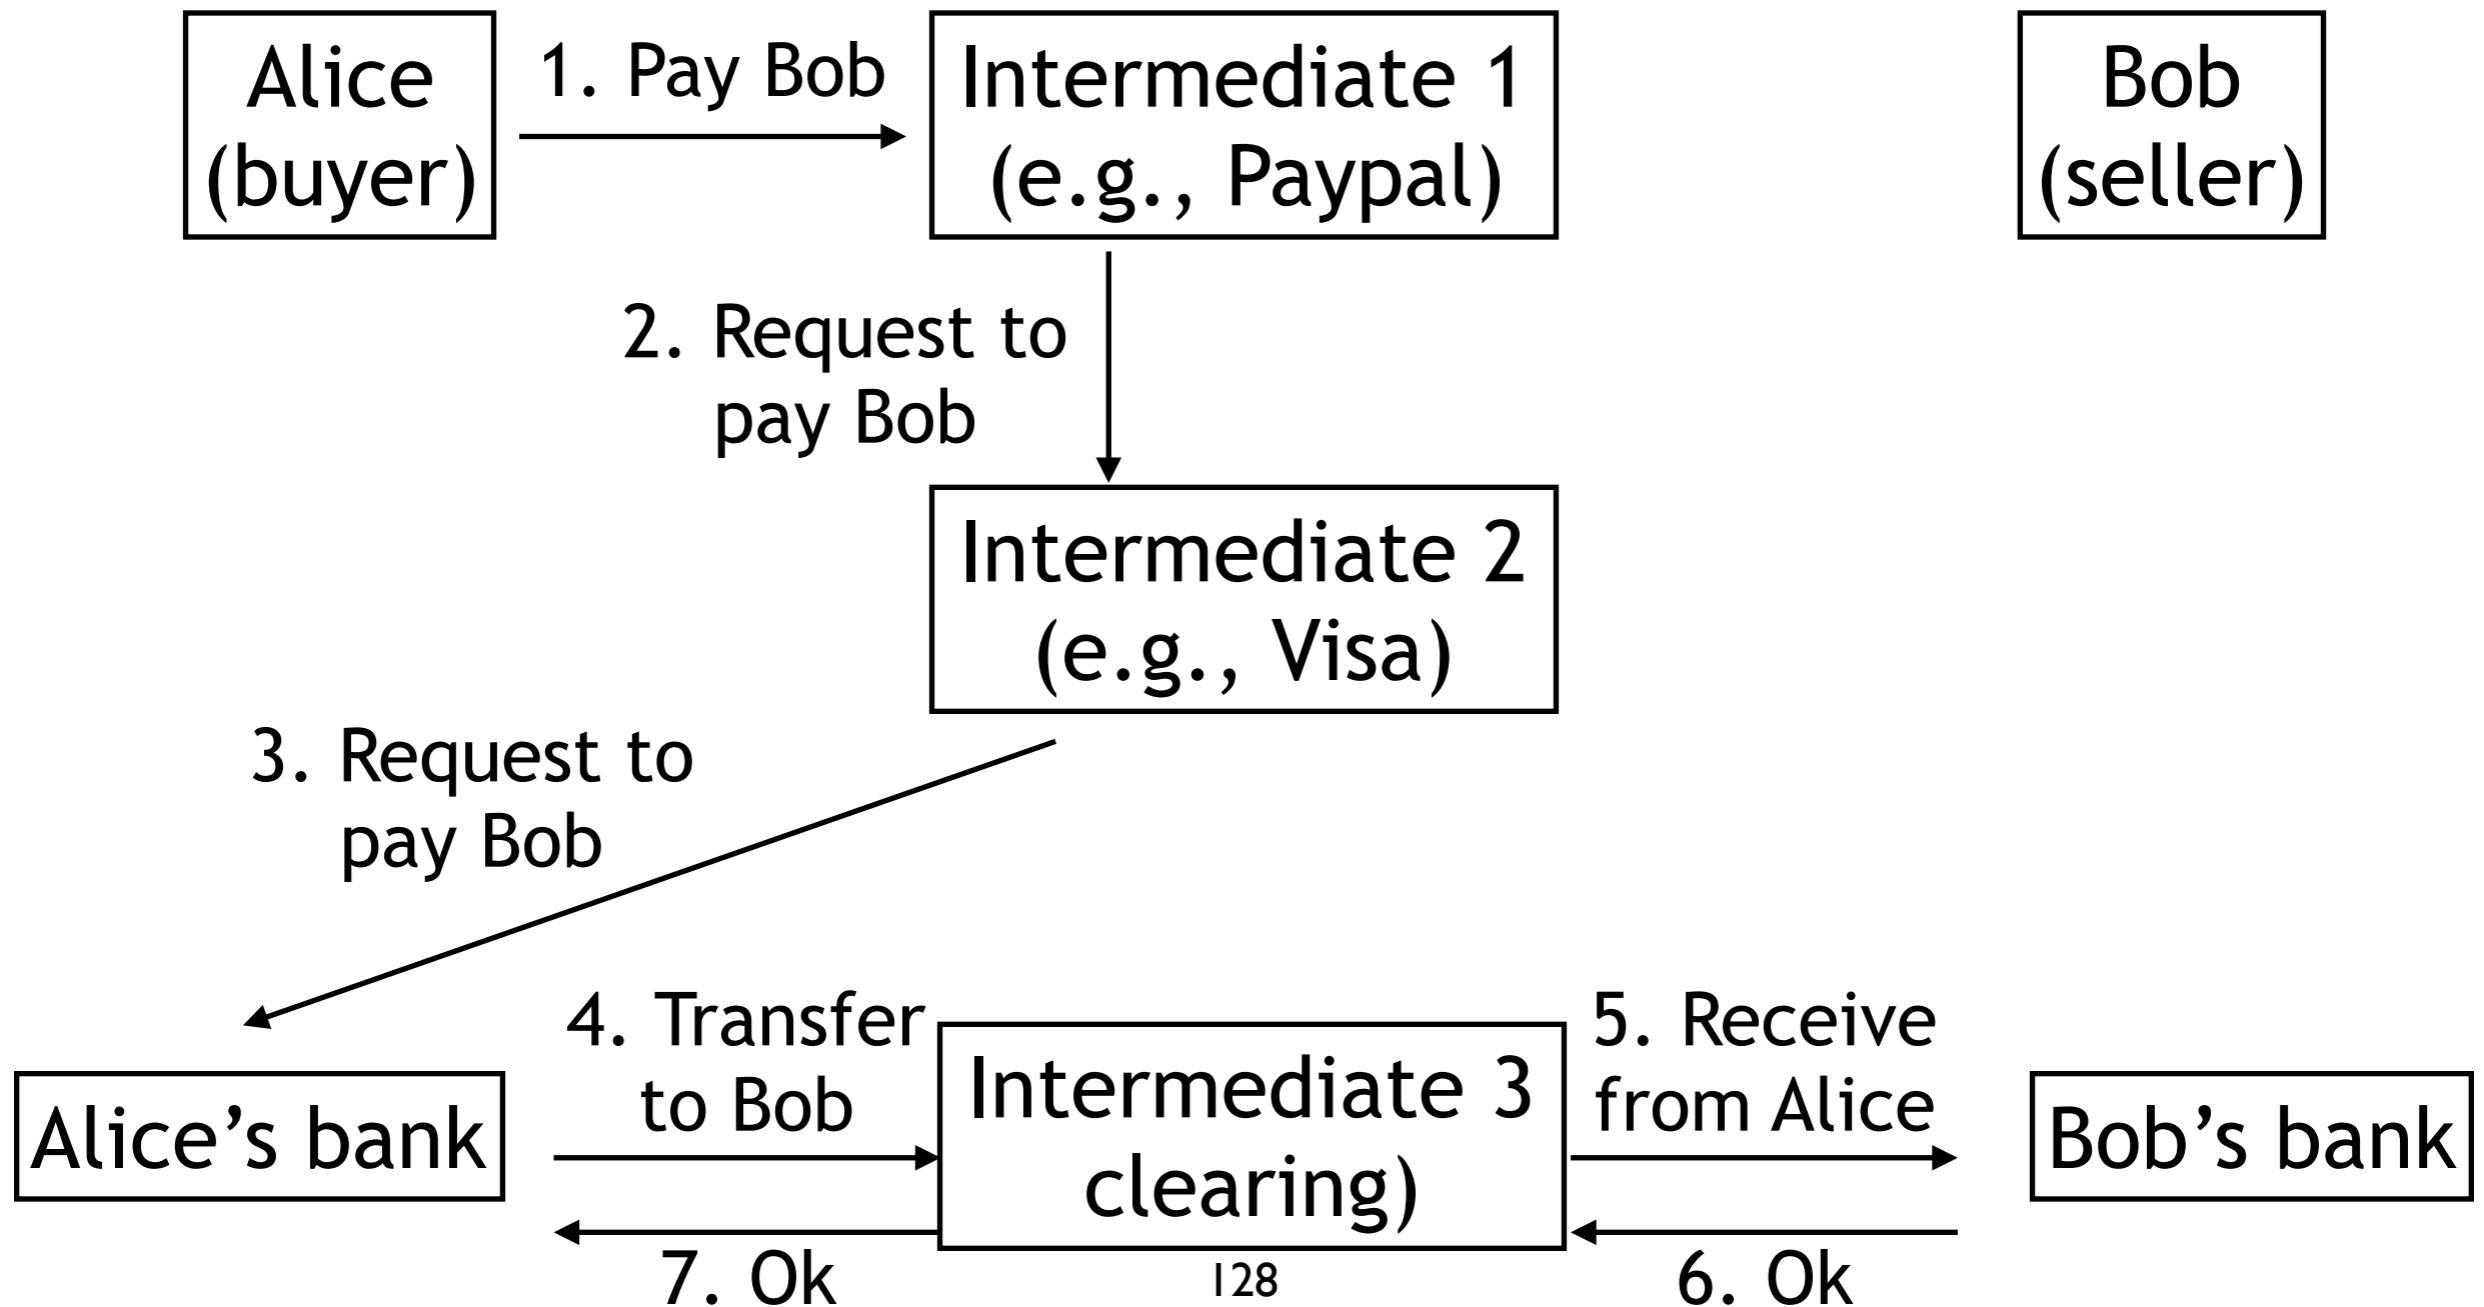 Alice
(buyer)
1. Pay Bob
Intermediate 1
(e.g., Paypal)
Bob
(seller)
2. Request to
pay Bob
Intermediate 2
(e.g., Visa)
3. Request to
pay Bob
Alice’s bank
4. Transfer
to Bob
Intermediate 3
clearing)
5. Receive
from Alice
Bob’s bank
7. Ok
128
6. Ok